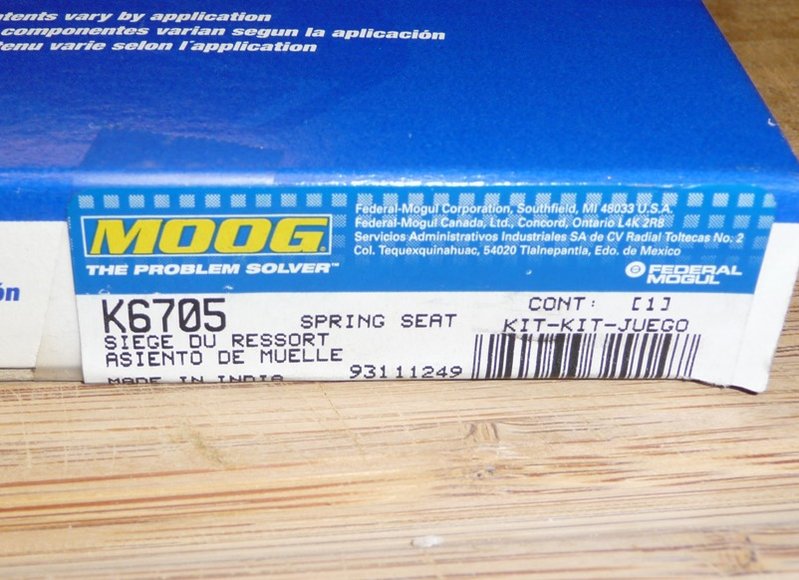 vary by application
componentes varian segun la aplicación
varie selon l'application
MOOG
THE PROBLEM SOLVER™
Federal-Mogul Corporation, Southfield, MI 48033 U.S.A.
Federal-Mogul Canada, Ltd., Concord, Ontario L4K 2R8
Servicios Administrativos Industriales SA de CV Radial Toltecas No. 2
Col. Tequexquinahuac, 54020 Tlalnepantla, Edo. de Mexico
FEDERAL
MOGUL
K6705
SPRING SEAT
CONT: [1]
KIT-KIT-JUEGO
SIEGE DU RESSORT
ASIENTO DE MUELLE
MADE IN INDIA
93111249